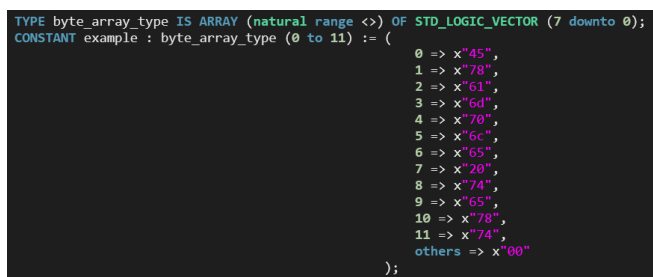 TYPE byte_array_type IS ARRAY (natural range <>) OF STD_LOGIC_VECTOR (7 downto 0);
CONSTANT example : byte_array_type (0 to 11) := (
0 => x"45",
1 => x"78",
2 => x"61",
3 => x"6d",
4 => x"70",
5 => x"6c",
6 => x"65",
7 => x"20",
8 => x"74",
9 => x"65",
10 => x"78",
11 => x"74",
others => x"00"
);